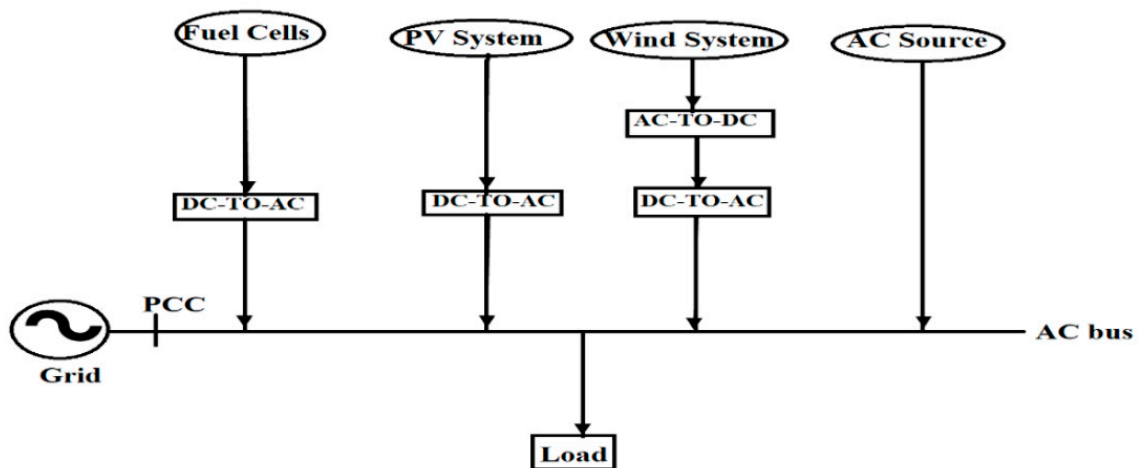 Fuel Cells
PV System
Wind System
AC Source
AC-TO-DC
DC-TO-AC
DC-TO-AC
DC-TO-AC
PCC
AC bus
Grid
Load